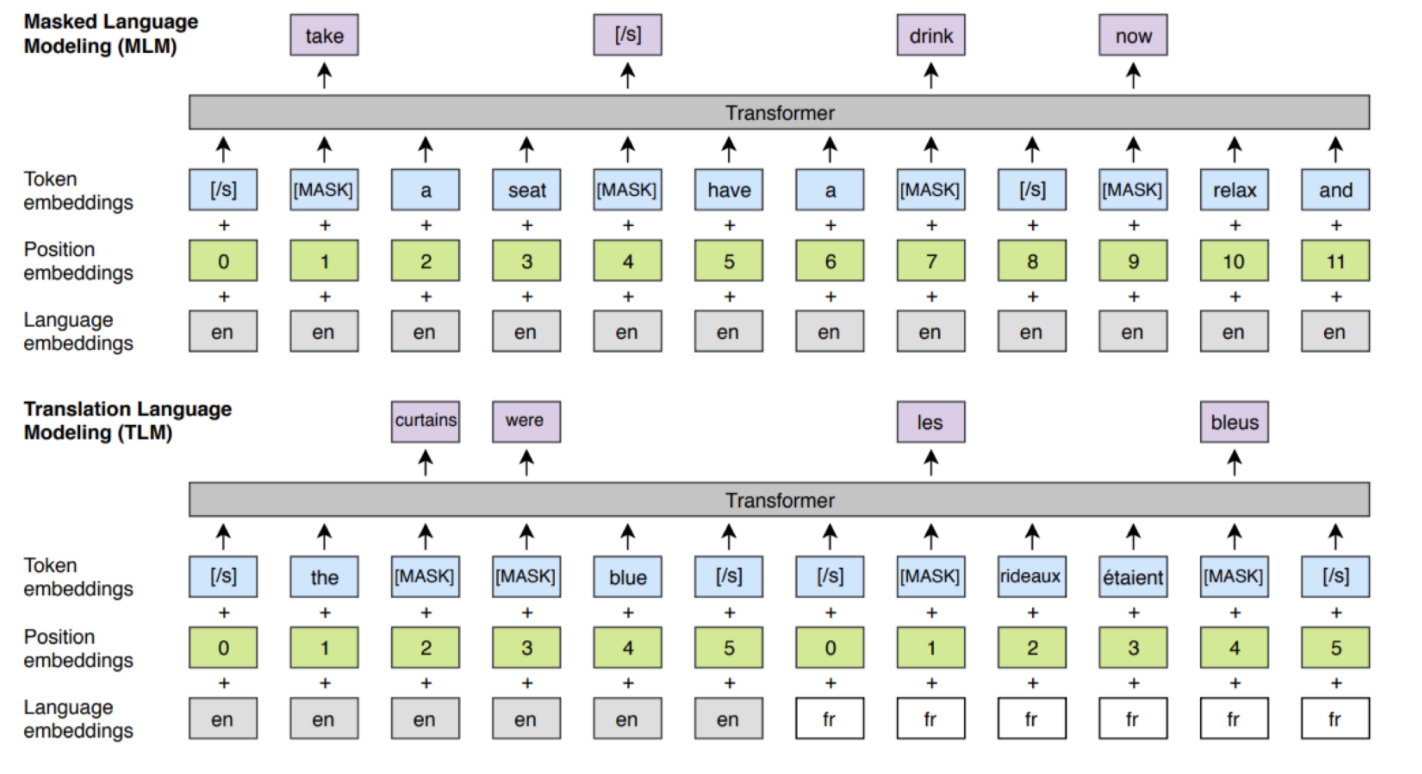 Masked Language
Modeling (MLM)
take [/s] drink now
Transformer
Token
embeddings
[/s] [MASK] a seat [MASK] have a [MASK] [/s] [MASK] relax and
+ + + + + + + + + + + +
Position
embeddings
0 1 2 3 4 5 6 7 8 9 10 11
+ + + + + + + + + + + +
Language
embeddings
en en en en en en en en en en en en
Translation Language
Modeling (TLM)
curtains were les bleus
Transformer
Token
embeddings
[/s] the [MASK] [MASK] blue [/s] [/s] [MASK] rideaux étaient [MASK] [/s]
+ + + + + + + + + + + +
Position
embeddings
0 1 2 3 4 5 0 1 2 3 4 5
+ + + + + + + + + + + +
Language
embeddings
en en en en en en fr fr fr fr fr fr